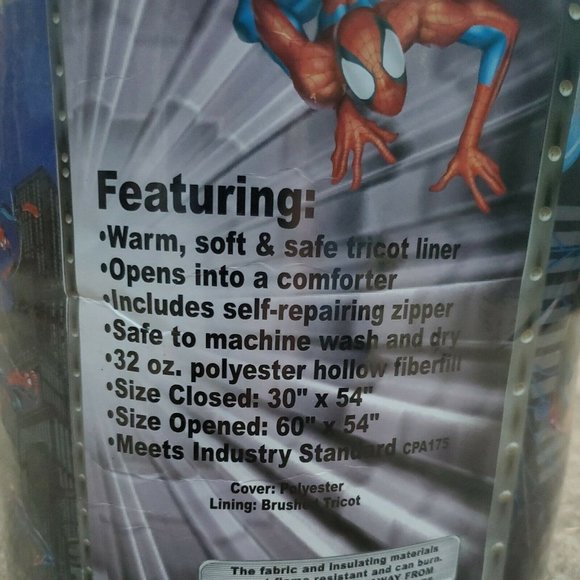 Featuring:
•Warm, soft & safe tricot liner
•Opens into a comforter
•Includes self-repairing zipper
•Safe to machine wash and dry
•32 oz. polyester hollow fiberfill
•Size Closed: 30" x 54"
•Size Opened: 60" x 54"
•Meets Industry Standard CPA175
Cover: Polyester
Lining: Brushed Tricot
The fabric and insulating materials
flame resistant and can burn.
AWAY FROM